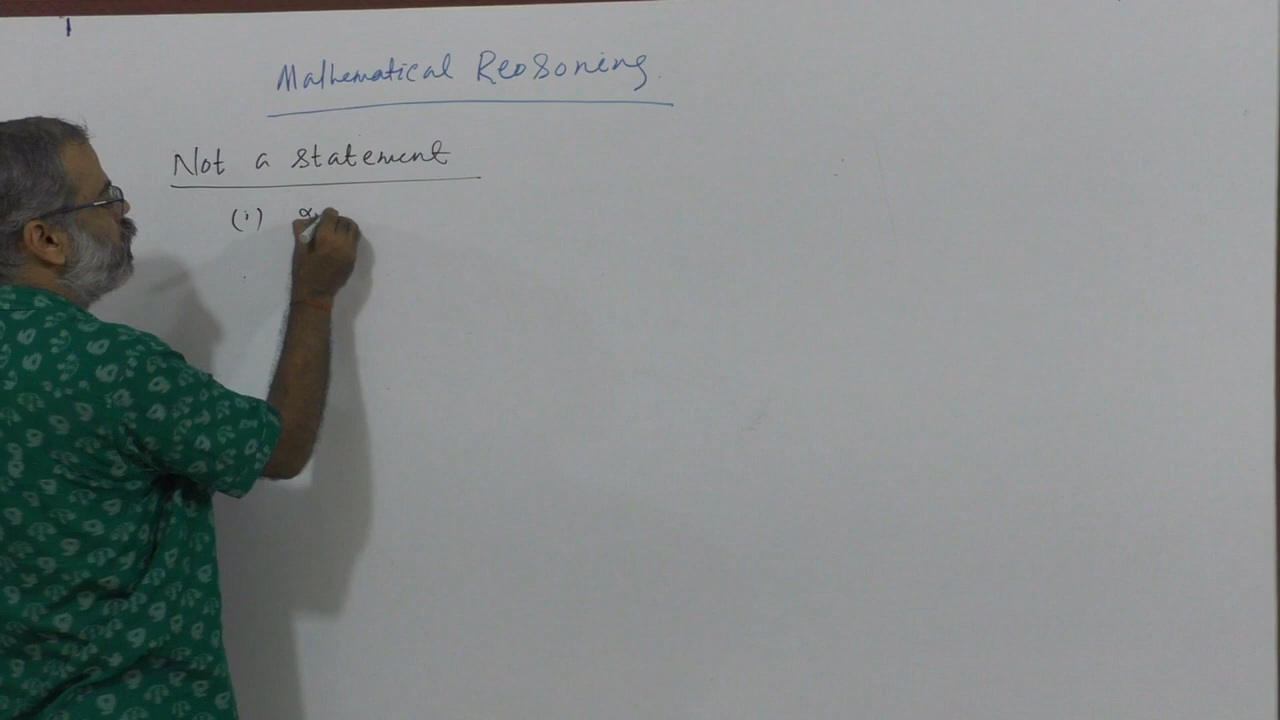 Mathematical Reasoning.
Not a statement
(i)